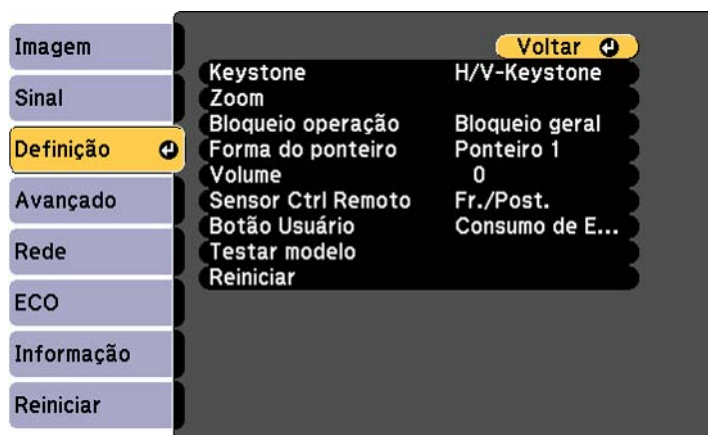 Imagem
Sinal
Definição
Avançado
Rede
ECO
Informação
Reiniciar
Voltar
Keystone H/V-Keystone
Zoom
Bloqueio operação Bloqueio geral
Forma do ponteiro Ponteiro 1
Volume 0
Sensor Ctrl Remoto Fr./Post.
Botão Usuário Consumo de E...
Testar modelo
Reiniciar